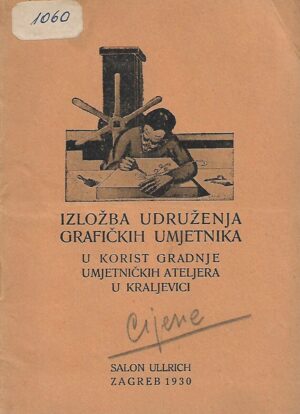 1060
IZLOŽBA UDRUŽENJA
GRAFIČKIH UMJETNIKA
U KORIST GRADNJE
UMJETNIČKIH ATELJERA
U KRALJEVICI
Cijene
SALON ULLRICH
ZAGREB 1930